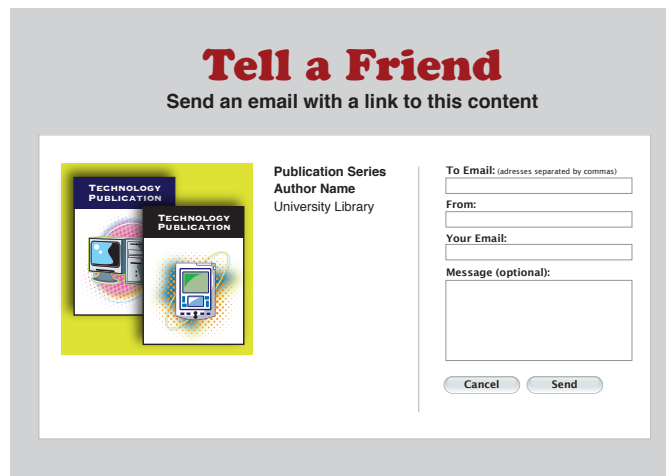 Tell a Friend
Send an email with a link to this content
TECHNOLOGY
PUBLICATION
TECHNOLOGY
PUBLICATION
Publication Series
Author Name
University Library
To Email: (adresses separated by commas)
From:
Your Email:
Message (optional):
Cancel Send